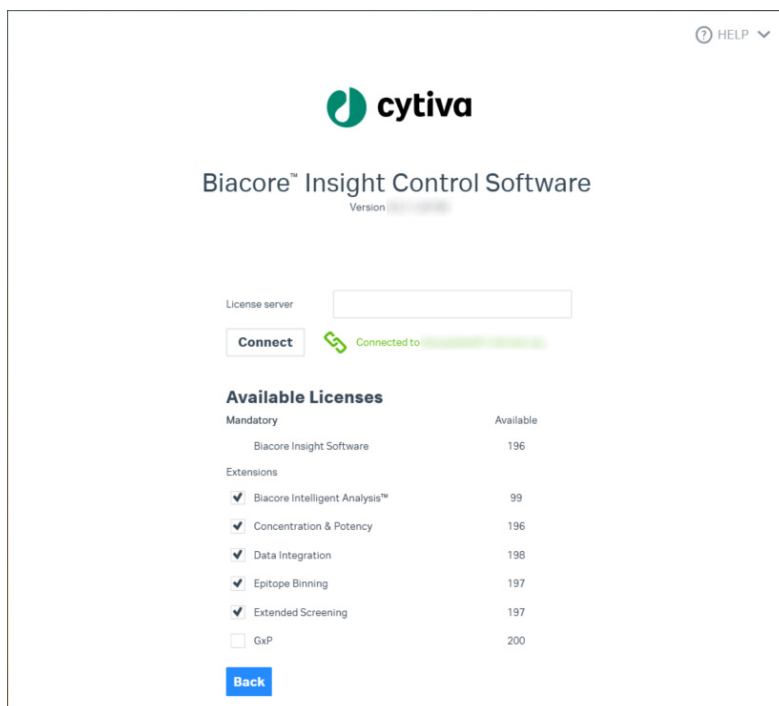 ? HELP
cytiva
Biacore™ Insight Control Software
Version
License server
Connect Connected to
Available Licenses
Mandatory Available
Biacore Insight Software 196
Extensions
Biacore Intelligent Analysis™ 99
Concentration & Potency 196
Data Integration 198
Epitope Binning 197
Extended Screening 197
GxP 200
Back